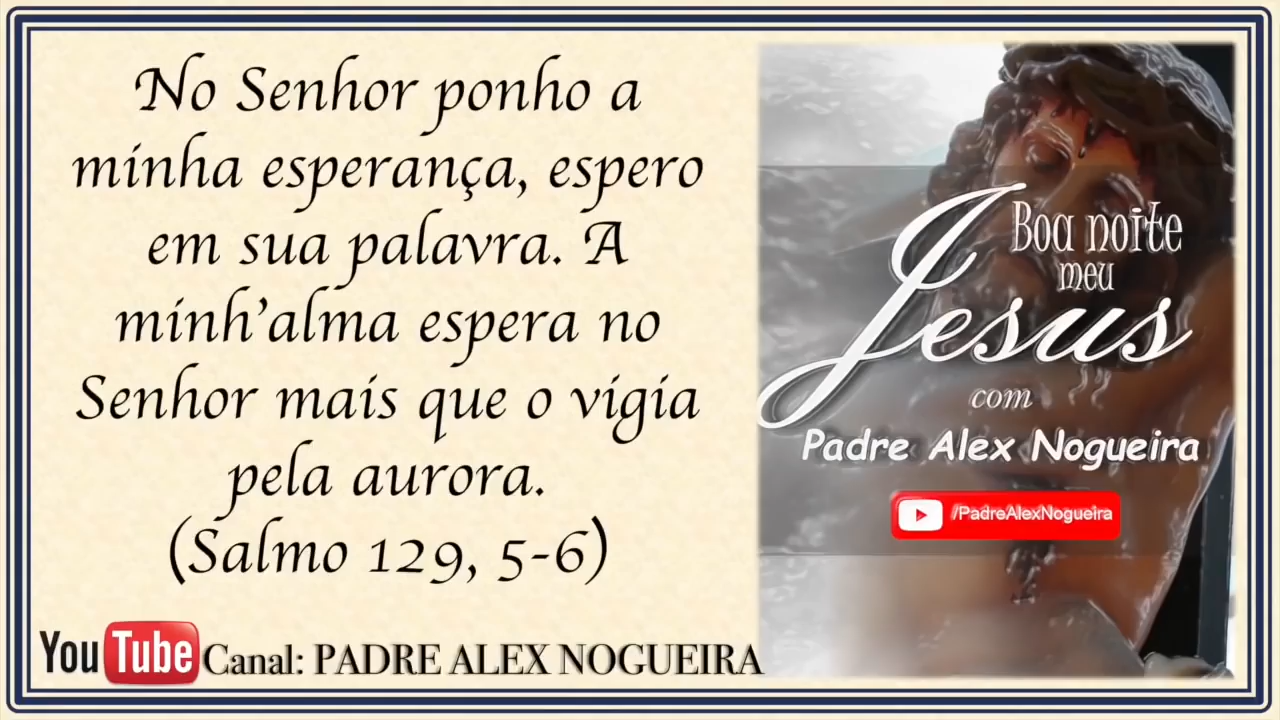 No Senhor ponho a
minha esperança, espero
em sua palavra. A
minh'alma espera no
Senhor mais que o vigia
pela aurora.
(Salmo 129, 5-6)
YouTube Canal: PADRE ALEX NOGUEIRA
Boa noite
meu
Jesus
com
Padre Alex Nogueira
/PadreAlexNogueira